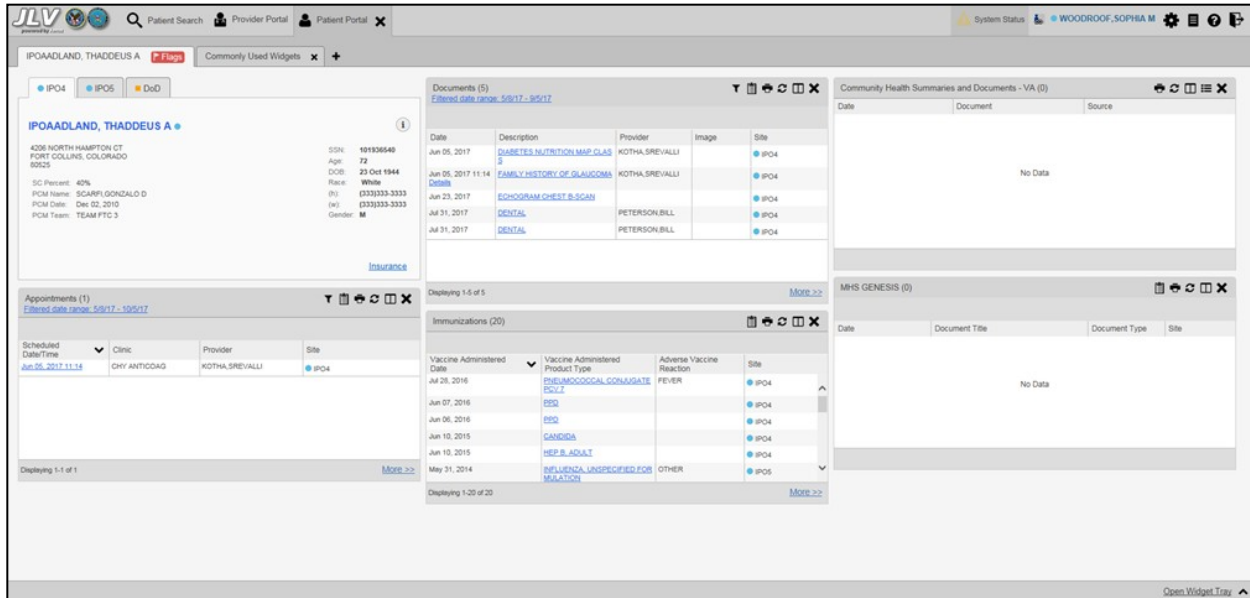 JLV
Patient Search Provider Portal Patient Portal System Status WOODROOF,SOPHIA M
IPOAADLAND, THADDEUS A Flags Commonly Used Widgets
IPO4 IPO5 DoD
IPOAADLAND, THADDEUS A
4206 NORTH HAMPTON CT
FORT COLLINS, COLORADO
60525
SC Percent: 40%
PCM Name: SCARFI,GONZALO D
PCM Date: Dec 02, 2010
PCM Team: TEAM FTC 3
SSN: 101936540
Age: 72
DOB: 23 Oct 1944
Race: White
(h): (333)333-3333
(w): (333)333-3333
Gender: M
Insurance
Appointments (1)
Filtered date range: 5/8/17 - 10/5/17
Scheduled Date/Time Clinic Provider Site
Jun 05, 2017 11:14 CHY ANTICOAG KOTHA,SREVALLI IPO4
Displaying 1-1 of 1 More >>
Documents (5)
Filtered date range: 5/8/17 - 9/5/17
Date Description Provider Image Site
Jun 05, 2017 DIABETES NUTRITION MAP CLAS KOTHA,SREVALLI IPO4
S
Jun 05, 2017 11:14 FAMILY HISTORY OF GLAUCOMA KOTHA,SREVALLI IPO4
Details
Jun 23, 2017 ECHOGRAM CHEST B-SCAN IPO4
Jul 31, 2017 DENTAL PETERSON,BILL IPO4
Jul 31, 2017 DENTAL PETERSON,BILL IPO4
Displaying 1-5 of 5 More >>
Immunizations (20)
Vaccine Administered Date Vaccine Administered Product Type Adverse Vaccine Reaction Site
Jul 28, 2016 PNEUMOCOCCAL CONJUGATE FEVER IPO4
PCV 7
Jun 07, 2016 PPD IPO4
Jun 06, 2016 PPD IPO4
Jun 10, 2015 CANDIDA IPO4
Jun 10, 2015 HEP B, ADULT IPO4
May 31, 2014 INFLUENZA, UNSPECIFIED FOR OTHER IPO5
MULATION
Displaying 1-20 of 20 More >>
Community Health Summaries and Documents - VA (0)
Date Document Source
No Data
MHS GENESIS (0)
Date Document Title Document Type Site
No Data
Open Widget Tray